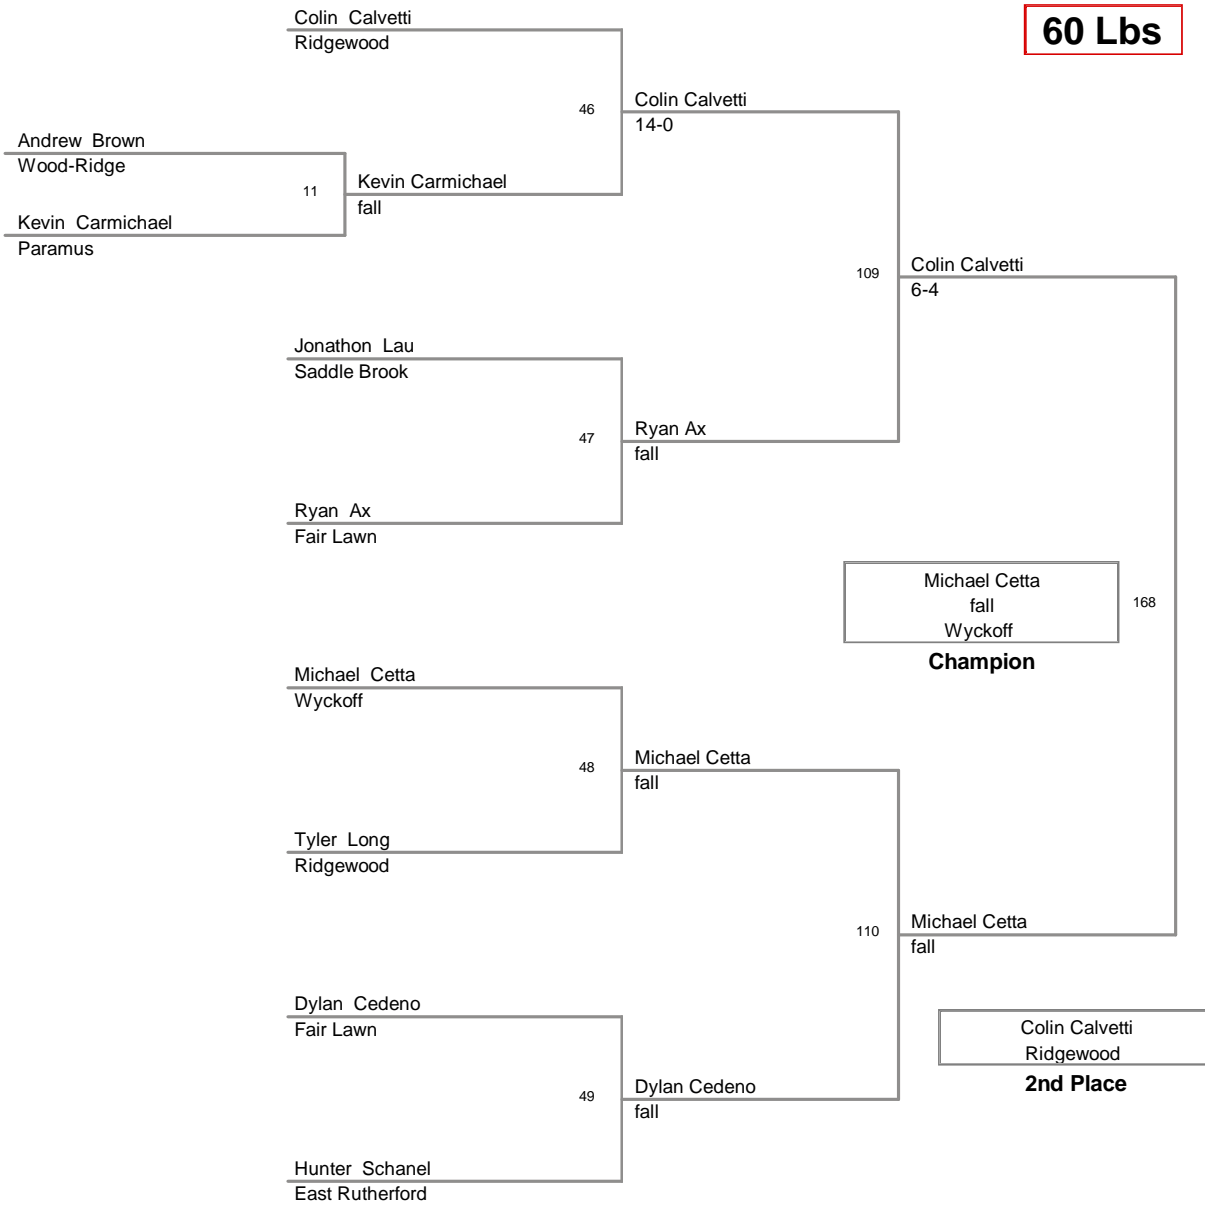 Colin Calvetti
Ridgewood
60 Lbs
46
Colin Calvetti
14-0
Andrew Brown
Wood-Ridge
11
Kevin Carmichael
fall
Kevin Carmichael
Paramus
109
Colin Calvetti
6-4
Jonathon Lau
Saddle Brook
47
Ryan Ax
fall
Ryan Ax
Fair Lawn
Michael Cetta
fall
Wyckoff
168
Champion
Michael Cetta
Wyckoff
48
Michael Cetta
fall
Tyler Long
Ridgewood
110
Michael Cetta
fall
Dylan Cedeno
Fair Lawn
Colin Calvetti
Ridgewood
2nd Place
49
Dylan Cedeno
fall
Hunter Schanel
East Rutherford